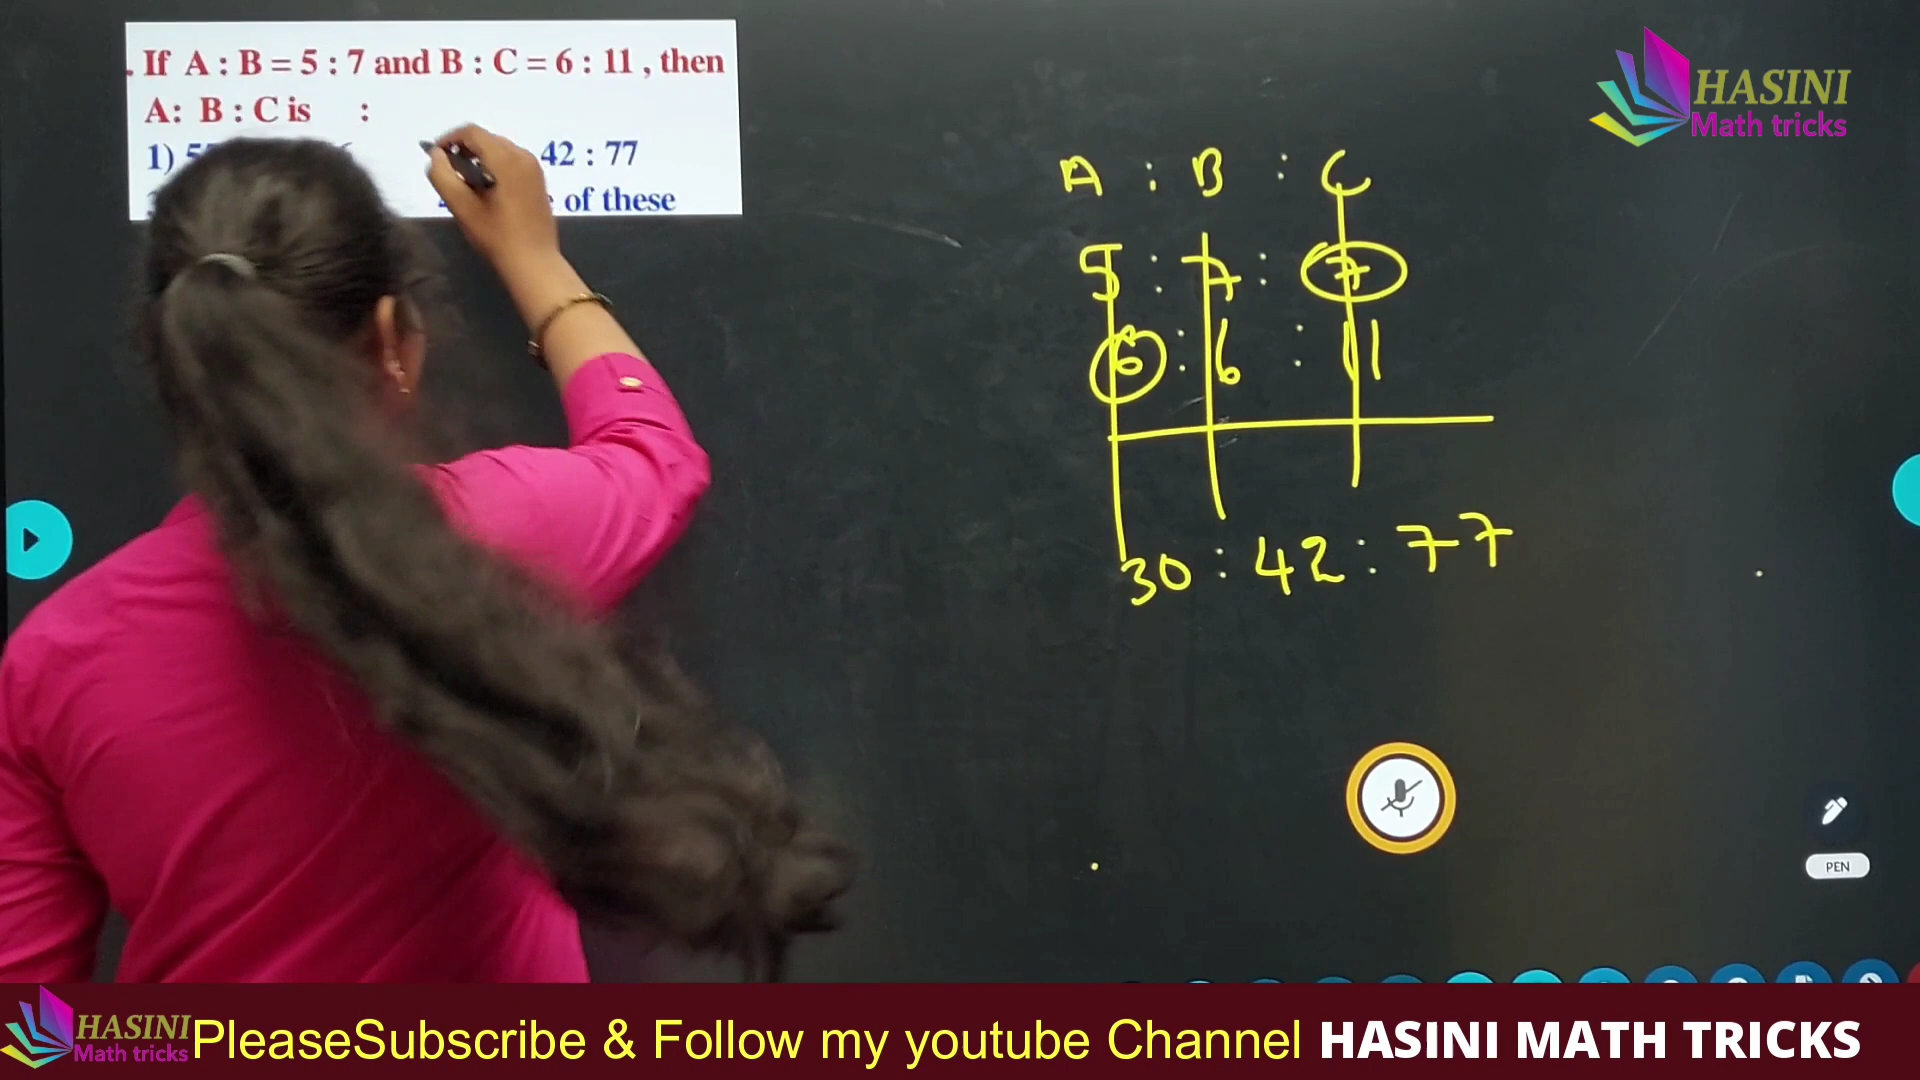 . If A : B = 5 : 7 and B : C = 6 : 11 , then
A: B : C is :
1) 42 : 77
of these
HASINI
Math tricks
A : B : C
5 : 7 : 7
6 : 6 : 11
30 : 42 : 77
PEN
HASINI
Math tricks
PleaseSubscribe & Follow my youtube Channel HASINI MATH TRICKS